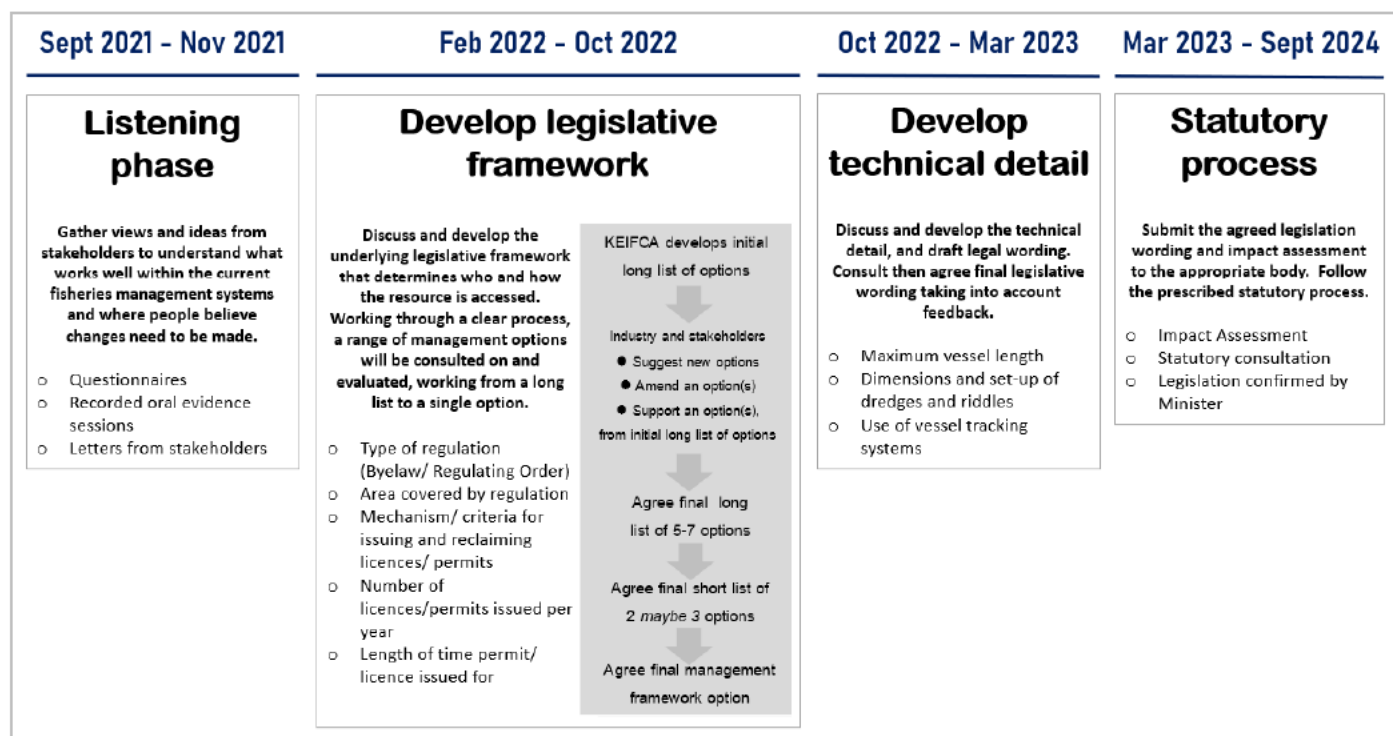 Sept 2021 - Nov 2021
Listening
phase
Gather views and ideas from
stakeholders to understand what
works well within the current
fisheries management systems
and where people believe
changes need to be made.
o Questionnaires
o Recorded oral evidence
sessions
o Letters from stakeholders
Feb 2022 - Oct 2022
Develop legislative
framework
Discuss and develop the
underlying legislative framework
that determines who and how
the resource is accessed.
Working through a clear process,
a range of management options
will be consulted on and
evaluated, working from a long
list to a single option.
o Type of regulation
(Byelaw/ Regulating Order)
o Area covered by regulation
o Mechanism/ criteria for
issuing and reclaiming
licences/ permits
o Number of
licences/permits issued per
year
o Length of time permit/
licence issued for
KEIFCA develops initial
long list of options
Industry and stakeholders
● Suggest new options
● Amend an option(s)
● Support an option(s),
from initial long list of options
Agree final long
list of 5-7 options
Agree final short list of
2 maybe 3 options
Agree final management
framework option
Oct 2022 - Mar 2023
Develop
technical detail
Discuss and develop the technical
detail, and draft legal wording.
Consult then agree final legislative
wording taking into account
feedback.
o Maximum vessel length
o Dimensions and set-up of
dredges and riddles
o Use of vessel tracking
systems
Mar 2023 - Sept 2024
Statutory
process
Submit the agreed legislation
wording and impact assessment
to the appropriate body. Follow
the prescribed statutory process.
o Impact Assessment
o Statutory consultation
o Legislation confirmed by
Minister